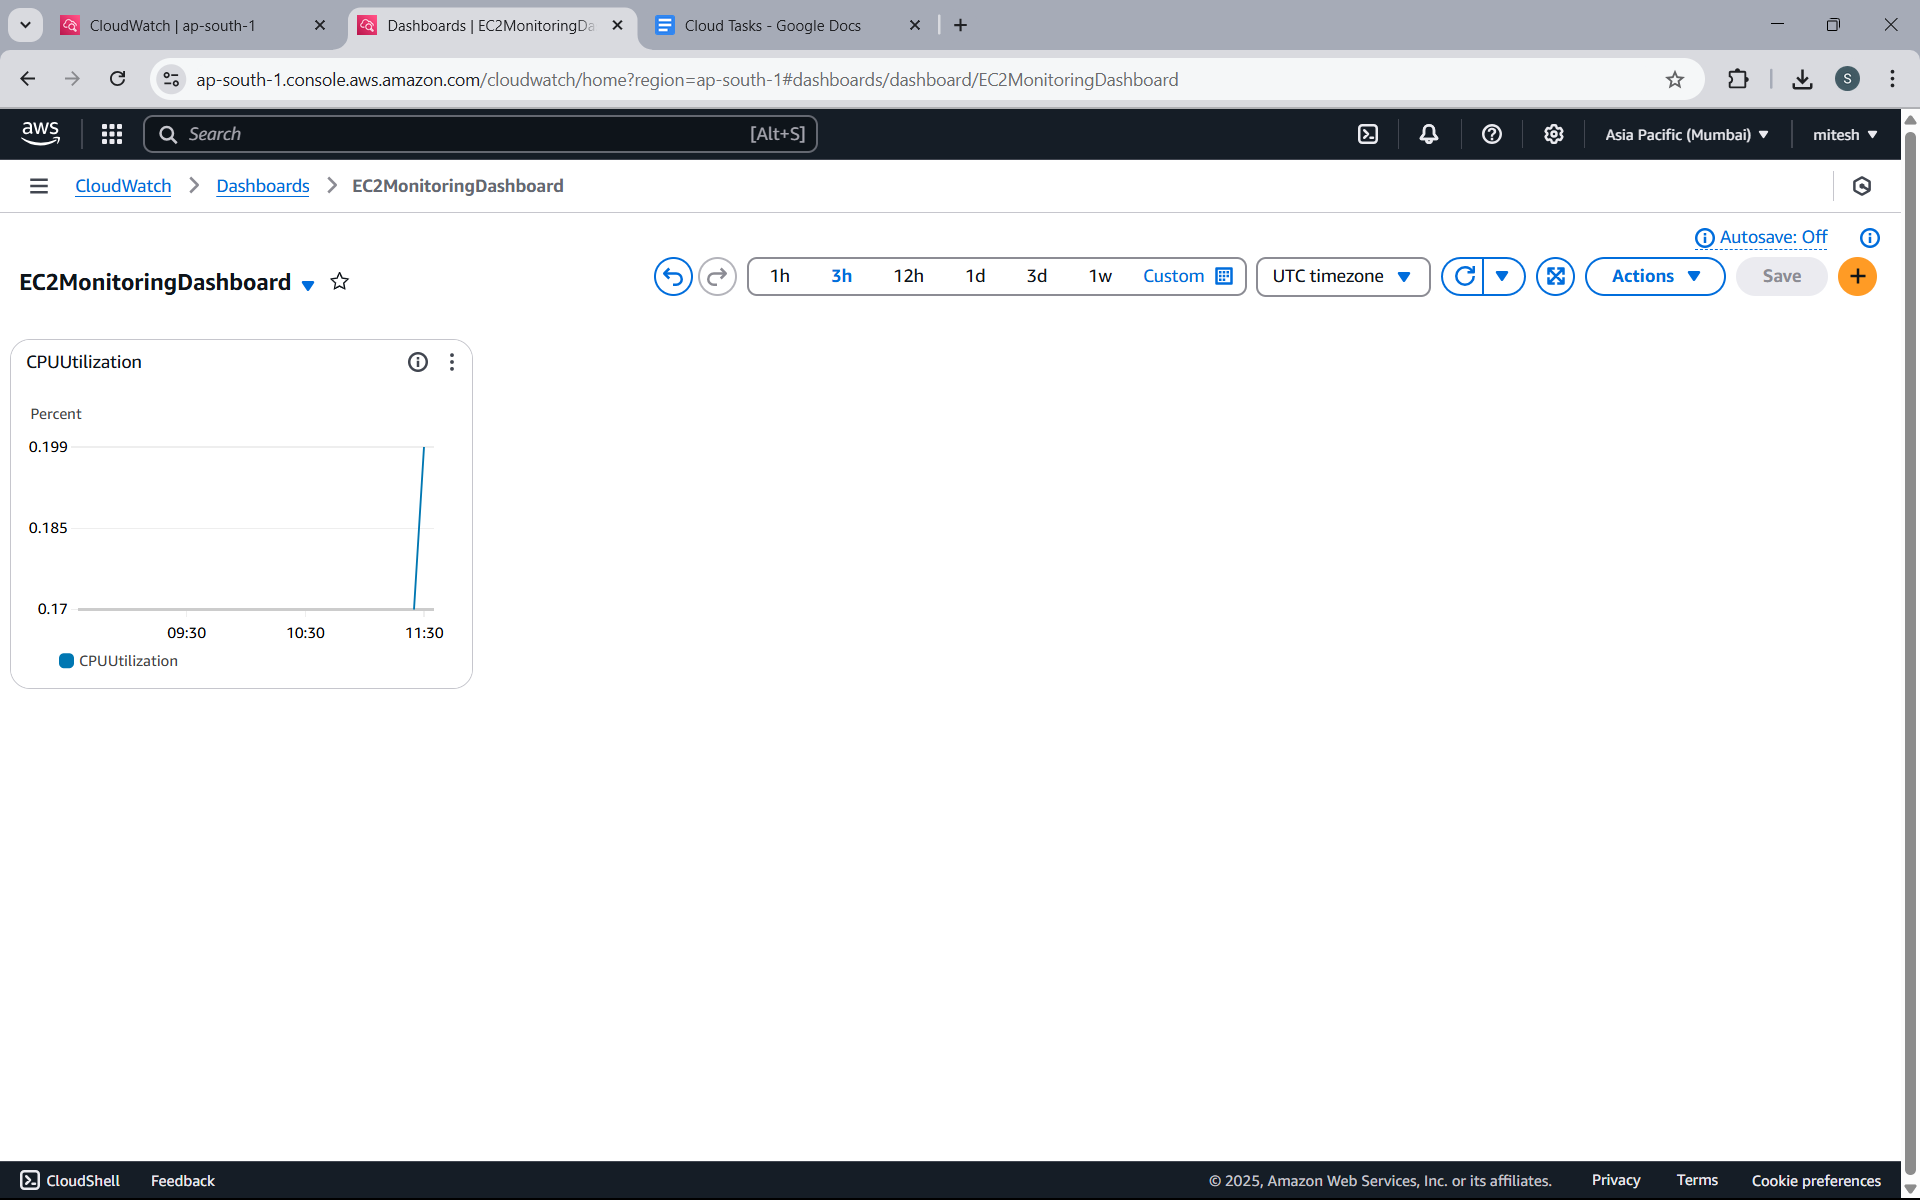 CloudWatch | ap-south-1
Dashboards | EC2MonitoringDa
Cloud Tasks - Google Docs
ap-south-1.console.aws.amazon.com/cloudwatch/home?region=ap-south-1#dashboards/dashboard/EC2MonitoringDashboard
S
aws
Search
[Alt+S]
Asia Pacific (Mumbai)
mitesh
CloudWatch
Dashboards
EC2MonitoringDashboard
Autosave: Off
EC2MonitoringDashboard
1h 3h 12h 1d 3d 1w Custom
UTC timezone
Actions
Save
CPUUtilization
Percent
0.199
0.185
0.17
09:30 10:30 11:30
CPUUtilization
CloudShell
Feedback
© 2025, Amazon Web Services, Inc. or its affiliates.
Privacy
Terms
Cookie preferences